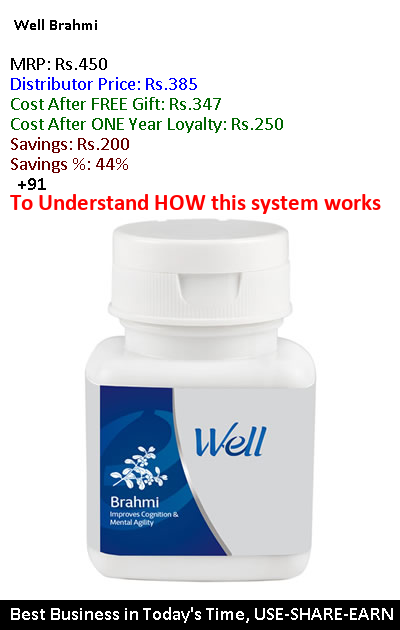 Well Brahmi
MRP: Rs.450
Distributor Price: Rs.385
Cost After FREE Gift: Rs.347
Cost After ONE Year Loyalty: Rs.250
Savings: Rs.200
Savings %: 44%
+91
To Understand HOW this system works
Well
Brahmi
Improves Cognition &
Mental Agility
Best Business in Today's Time, USE-SHARE-EARN